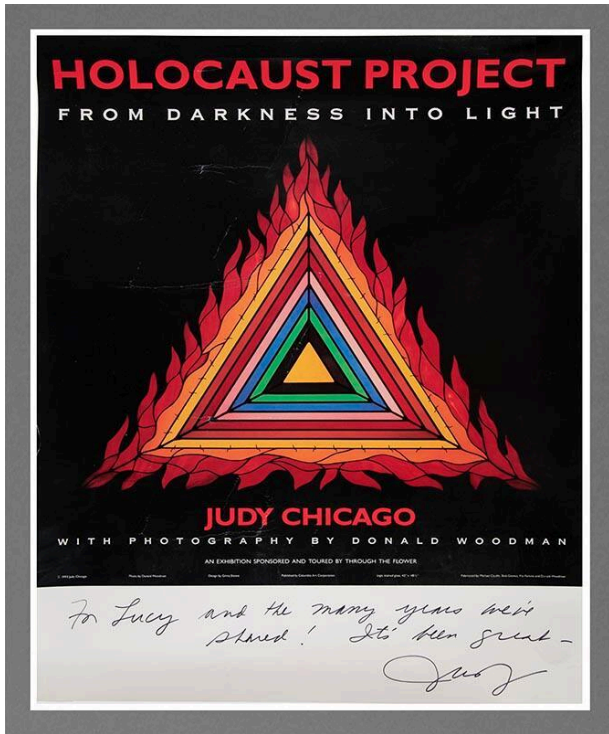 HOLOCAUST PROJECT
FROM DARKNESS INTO LIGHT
JUDY CHICAGO
WITH PHOTOGRAPHY BY DONALD WOODMAN
AN EXHIBITION SPONSORED AND TOURED BY THROUGH THE FLOWER
For Lucy and the many years we've
shared! It's been great –
Judy